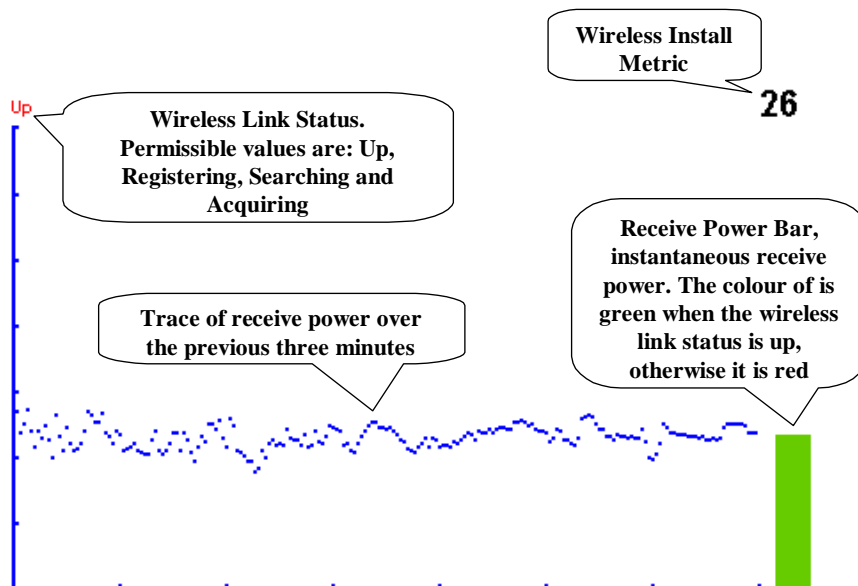 Wireless Install
Metric
26
Up
Wireless Link Status.
Permissible values are: Up,
Registering, Searching and
Acquiring
Receive Power Bar,
instantaneous receive
power. The colour of is
green when the wireless
link status is up,
otherwise it is red
Trace of receive power over
the previous three minutes